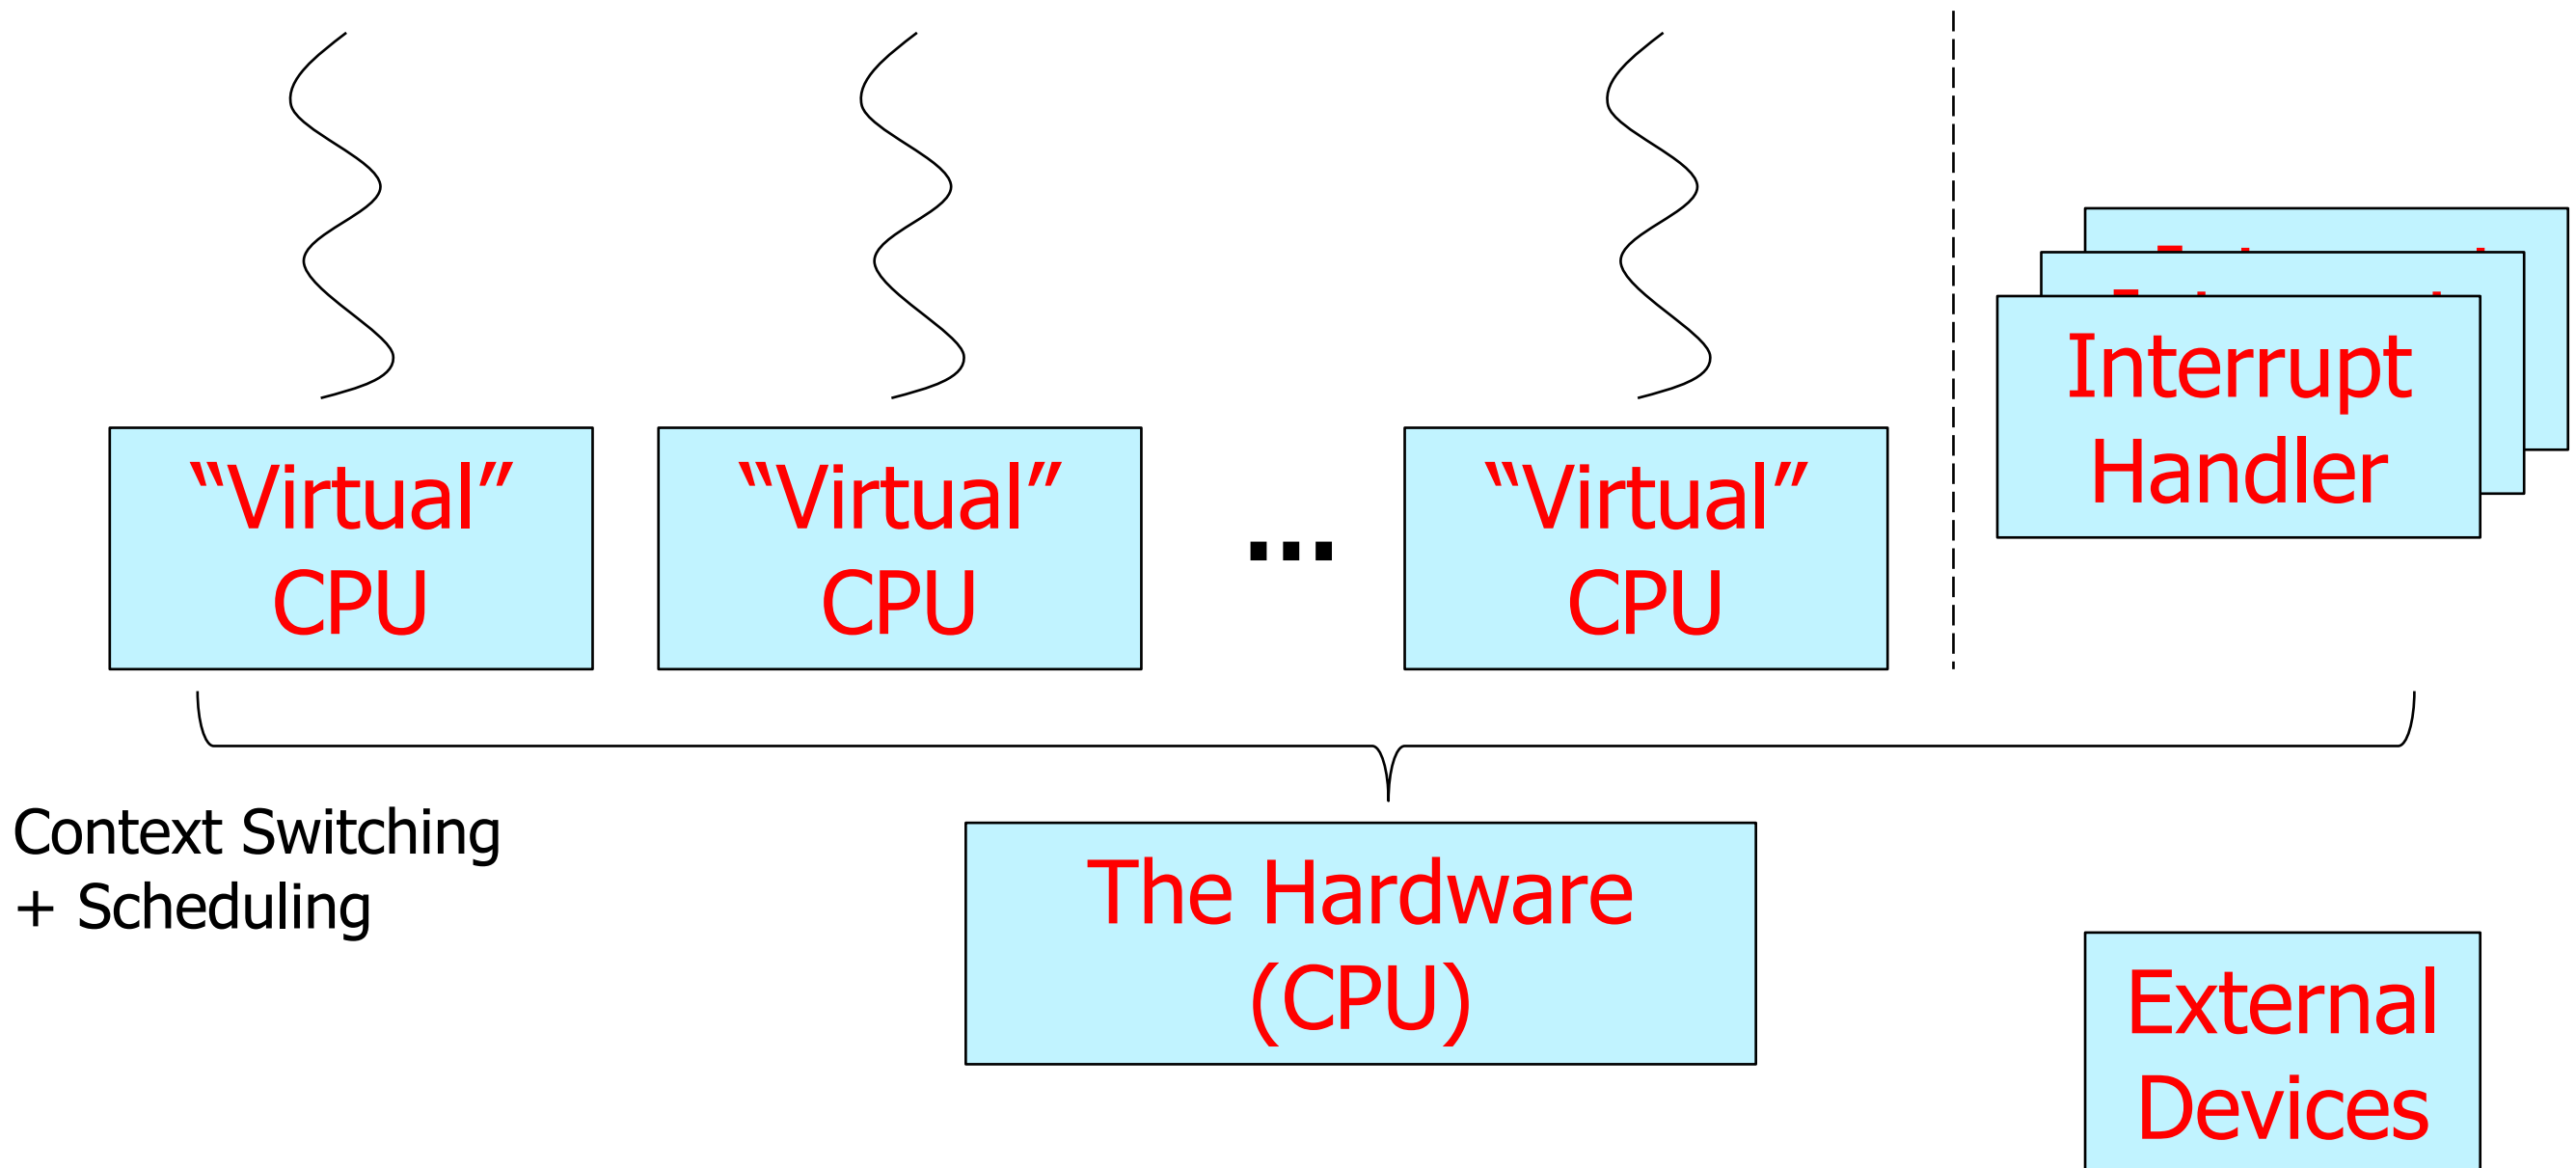 “Virtual”
CPU
“Virtual”
CPU
...
“Virtual”
CPU
Interrupt
Handler
Context Switching
+ Scheduling
The Hardware
(CPU)
External
Devices